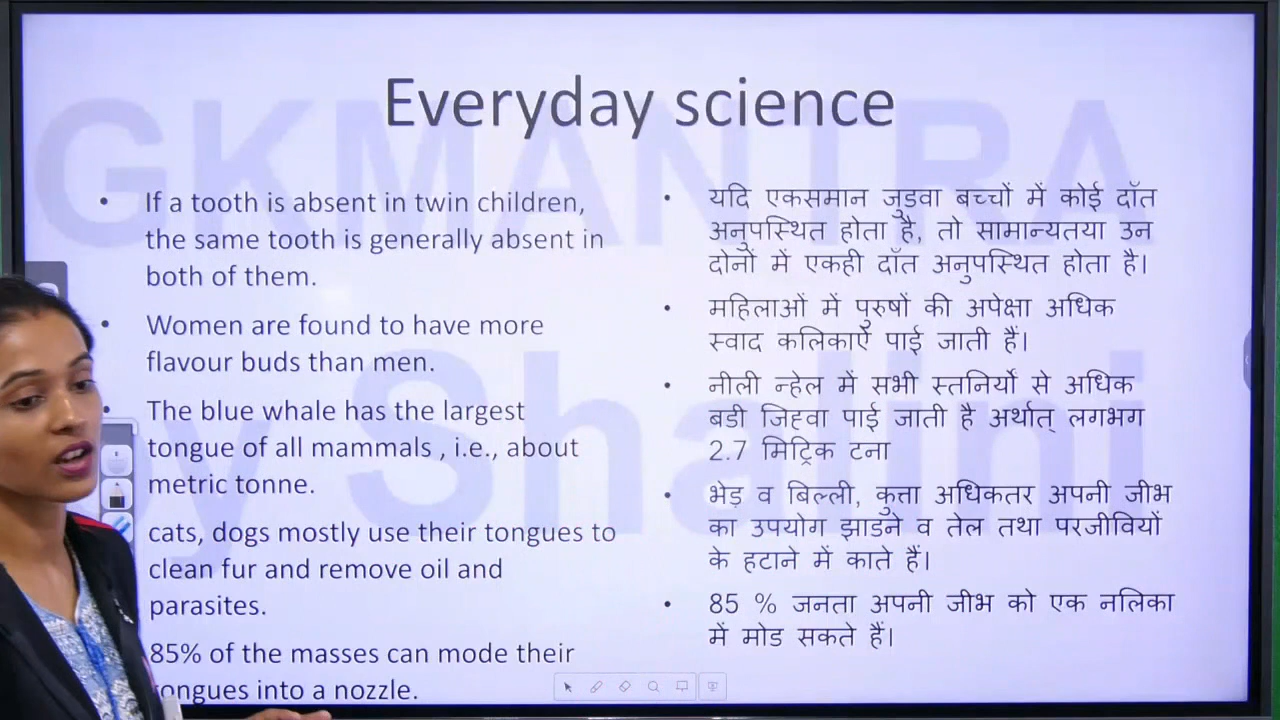 Everyday science
GKMANTRA
by Shalini
If a tooth is absent in twin children,
the same tooth is generally absent in
both of them.
Women are found to have more
flavour buds than men.
The blue whale has the largest
tongue of all mammals , i.e., about
metric tonne.
cats, dogs mostly use their tongues to
clean fur and remove oil and
parasites.
85% of the masses can mode their
tongues into a nozzle.
यदि एकसमान जुडवा बच्चों में कोई दाँत
अनुपस्थित होता है, तो सामान्यतया उन
दोनों में एकही दाँत अनुपस्थित होता है।
महिलाओं में पुरुषों की अपेक्षा अधिक
स्वाद कलिकाऐं पाई जाती हैं।
नीली न्हेल में सभी स्तनियों से अधिक
बडी जिह्वा पाई जाती है अर्थात् लगभग
2.7 मिट्रिक टना
भेड़ व बिल्ली, कुत्ता अधिकतर अपनी जीभ
का उपयोग झाडने व तेल तथा परजीवियों
के हटाने में काते हैं।
85 % जनता अपनी जीभ को एक नलिका
में मोड सकते हैं।